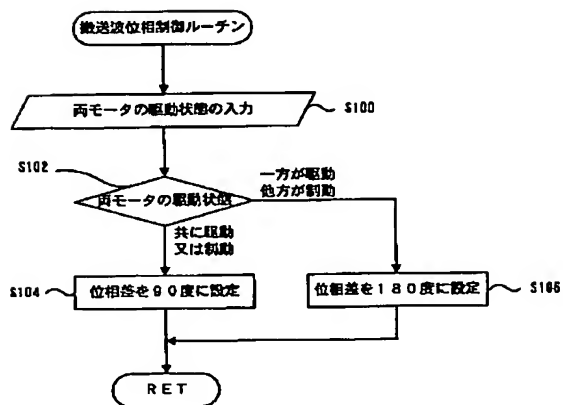 搬送波位相制御ルーチン
両モータの駆動状態の入力
S100
S102
両モータの駆動状態
一方が駆動
他方が制動
共に駆動
又は制動
S104
位相差を90度に設定
位相差を180度に設定
S106
RET